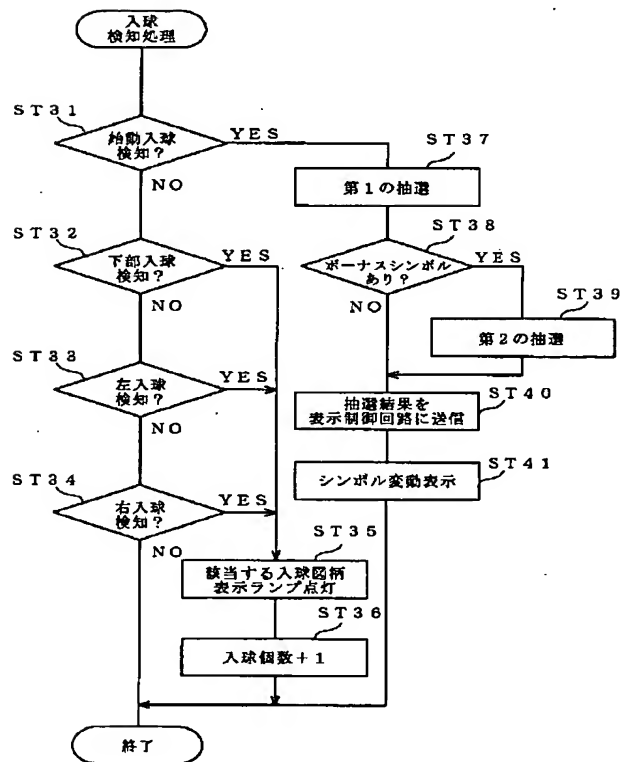 入球
検知処理
ST31
始動入球
検知?
YES
NO
ST37
第1の抽選
ST32
下部入球
検知?
YES
NO
ST38
ボーナスシンボル
あり?
YES
NO
ST39
第2の抽選
ST33
左入球
検知?
YES
NO
ST40
抽選結果を
表示制御回路に送信
ST41
シンボル変動表示
ST34
右入球
検知?
YES
NO
ST35
該当する入球図柄
表示ランプ点灯
ST36
入球個数+1
終了